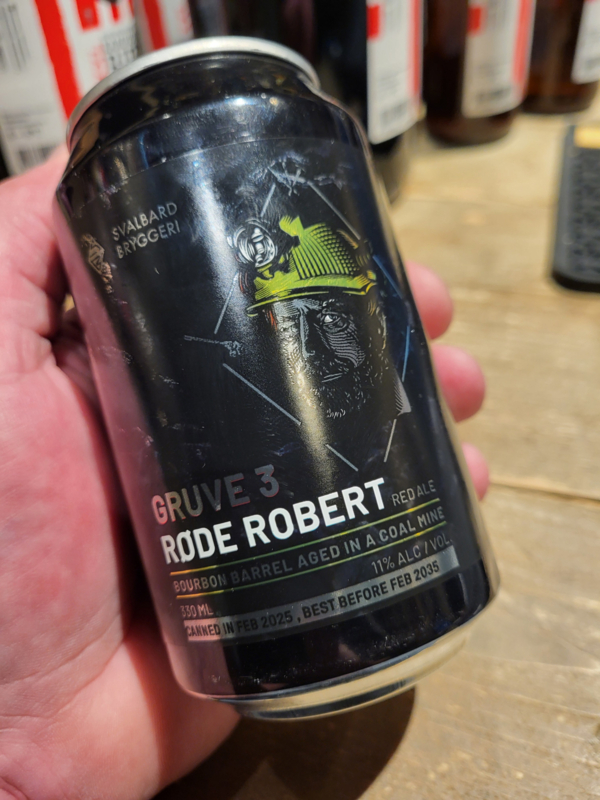 SVALBARD
BRYGGERI
GRUVE 3
RØDE ROBERT RED ALE
BOURBON BARREL AGED IN A COAL MINE
330 ML 11% ALC / VOL.
CANNED IN FEB 2025, BEST BEFORE FEB 2035